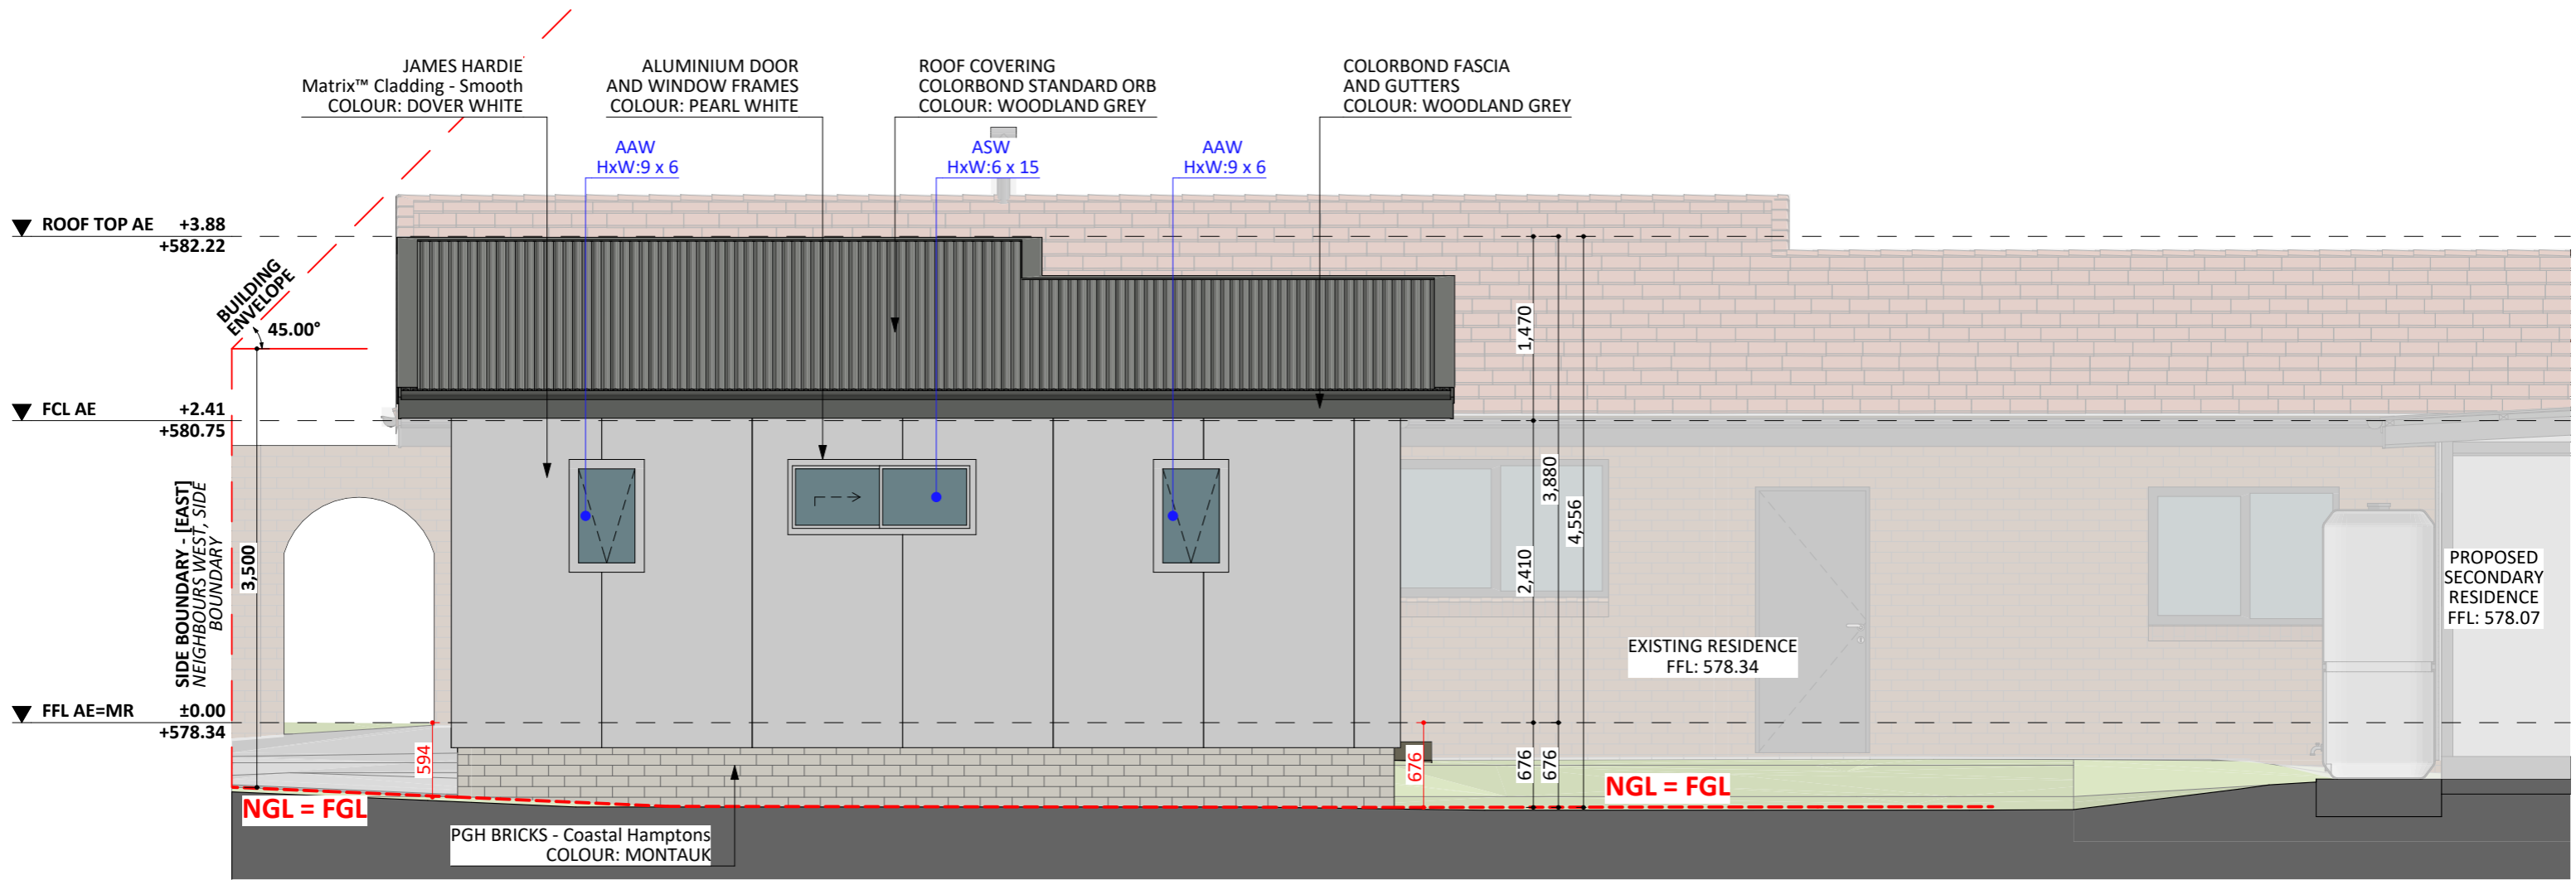 JAMES HARDIE
Matrix™ Cladding - Smooth
COLOUR: DOVER WHITE
ALUMINIUM DOOR
AND WINDOW FRAMES
COLOUR: PEARL WHITE
ROOF COVERING
COLORBOND STANDARD ORB
COLOUR: WOODLAND GREY
COLORBOND FASCIA
AND GUTTERS
COLOUR: WOODLAND GREY
AAW
HxW:9 x 6
ASW
HxW:6 x 15
AAW
HxW:9 x 6
ROOF TOP AE +3.88
+582.22
BUILDING
ENVELOPE
45.00°
FCL AE +2.41
+580.75
SIDE BOUNDARY - [EAST]
NEIGHBOURS WEST, SIDE
BOUNDARY
3,500
FFL AE=MR ±0.00
+578.34
594
676
1,470
2,410
676
3,880
676
4,556
EXISTING RESIDENCE
FFL: 578.34
PROPOSED
SECONDARY
RESIDENCE
FFL: 578.07
NGL = FGL
NGL = FGL
PGH BRICKS - Coastal Hamptons
COLOUR: MONTAUK